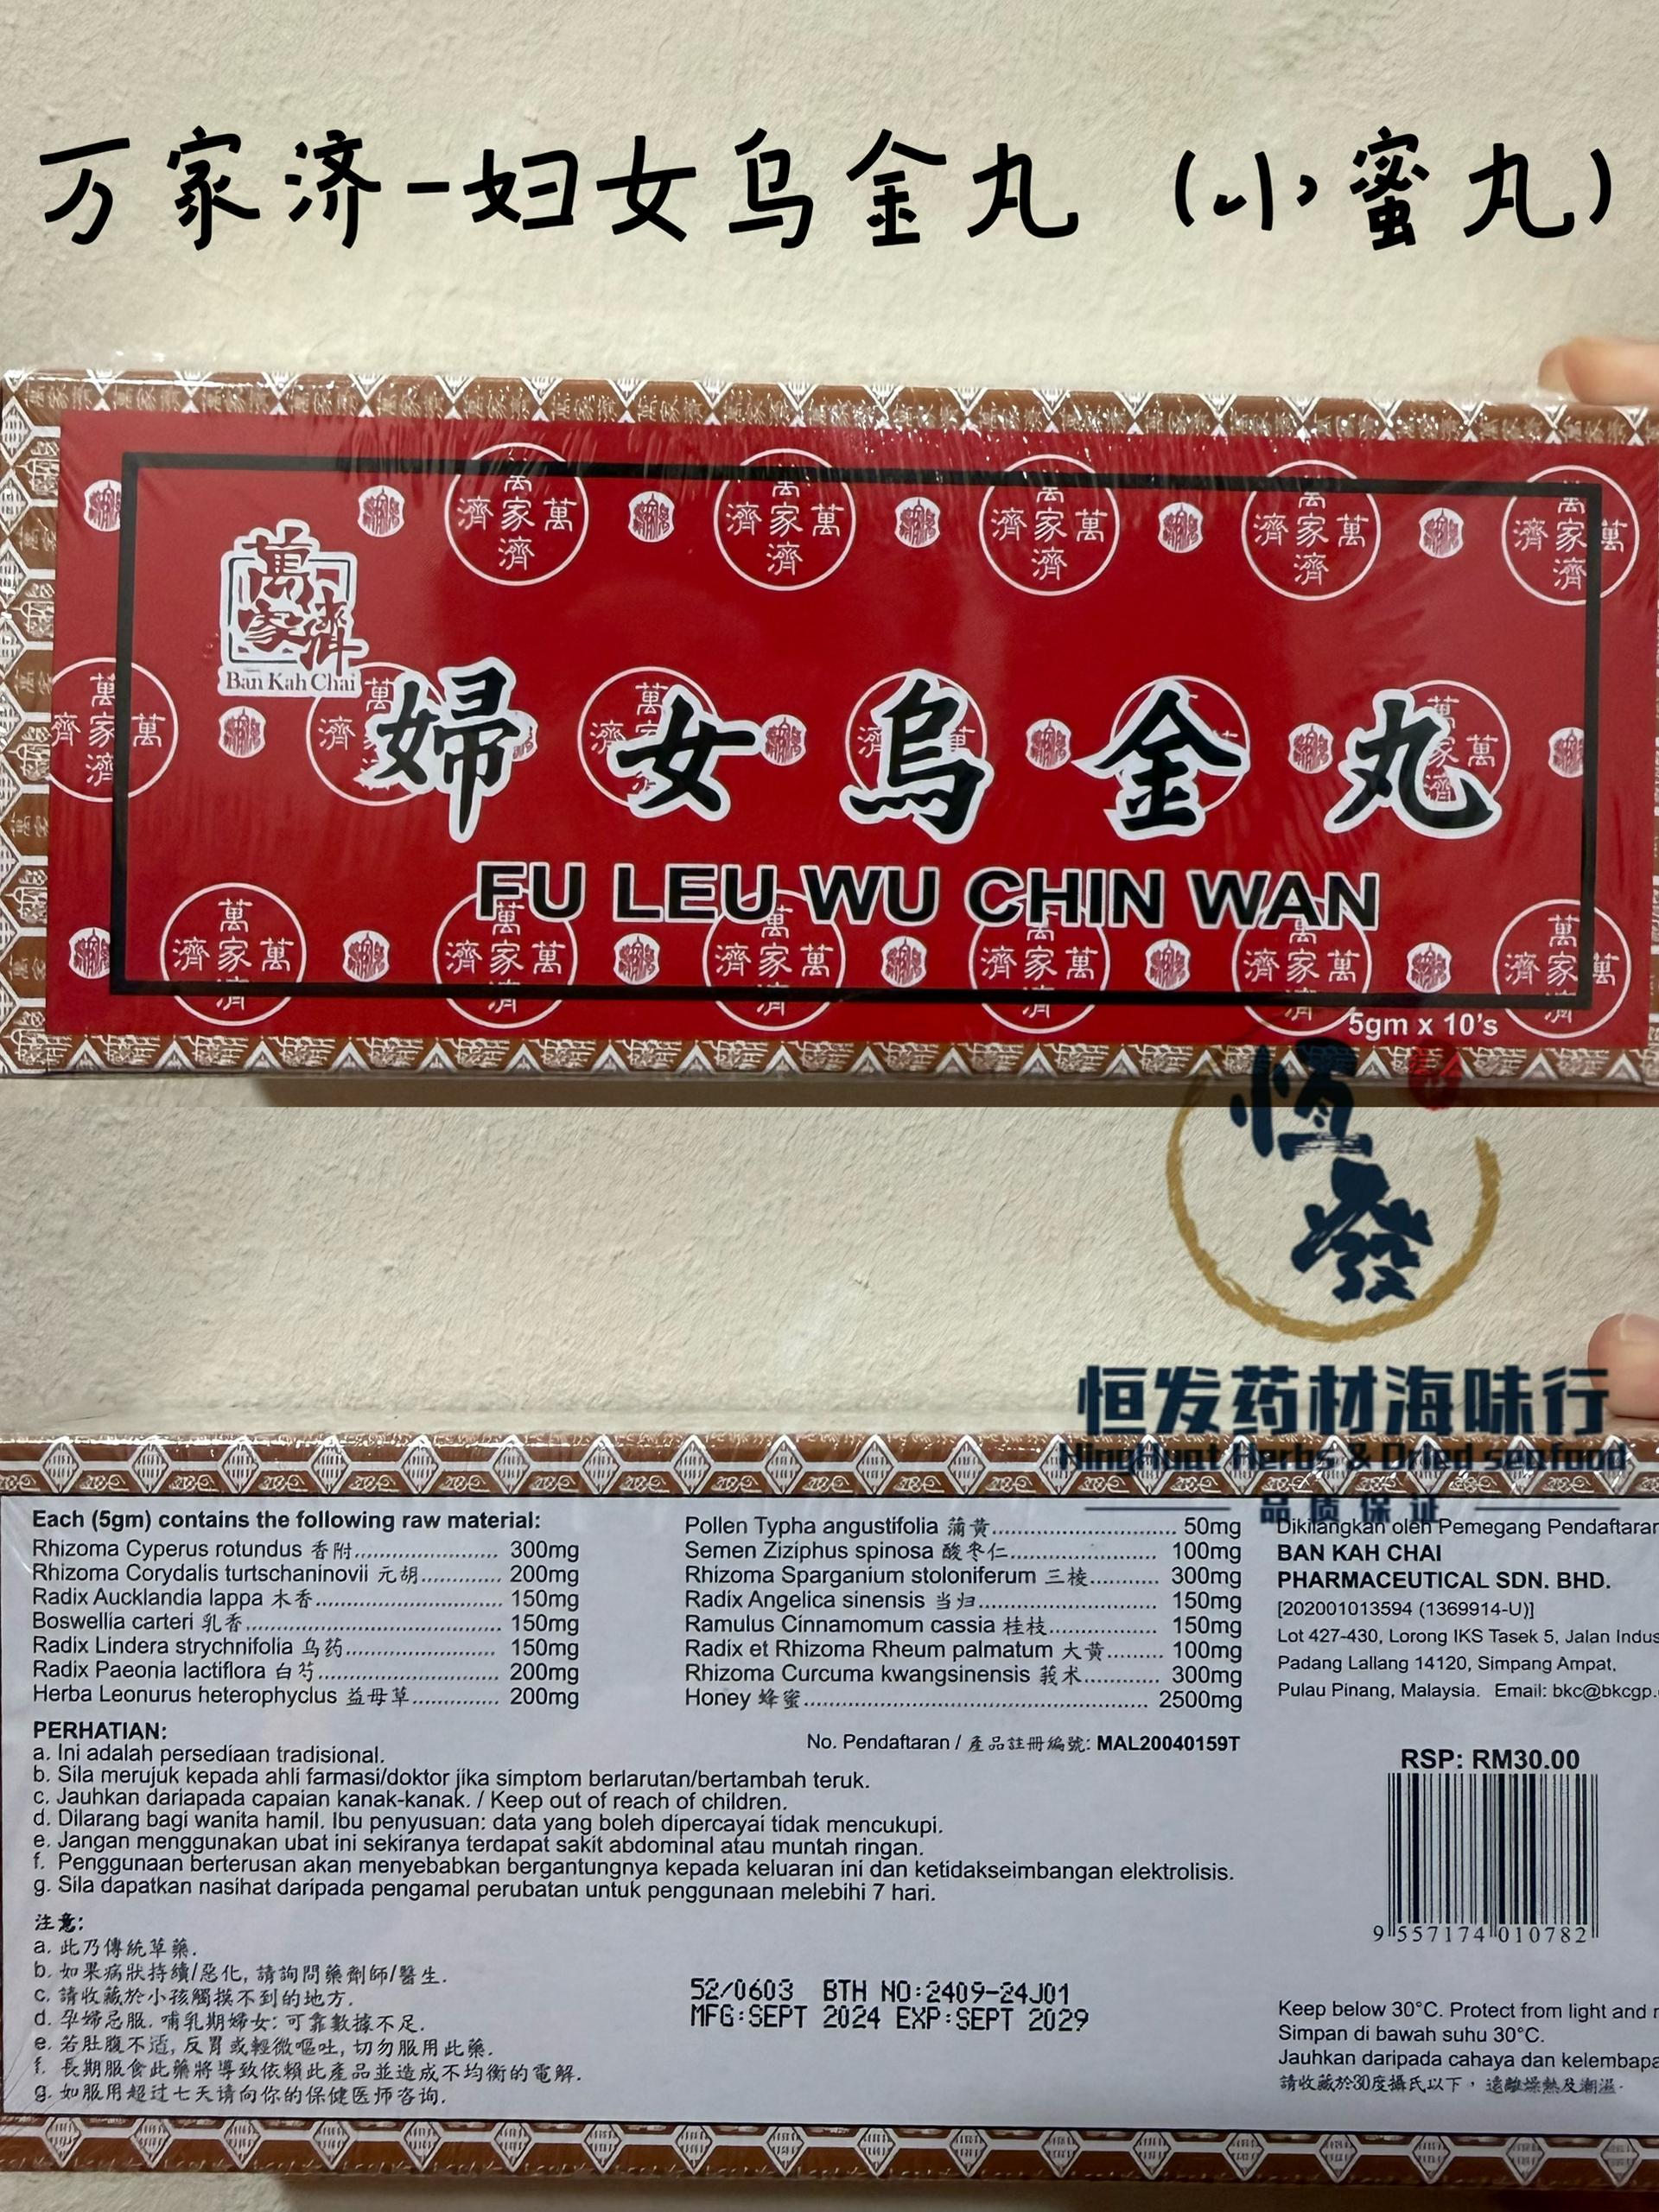 万家济-妇女乌金丸 (小蜜丸)
萬家濟
Ban Kah Chai
婦女烏金丸
FU LEU WU CHIN WAN
5gm x 10's
恒發
恒发药材海味行
HingHuat Herbs & Dried seafood
品质保证
Each (5gm) contains the following raw material:
Rhizoma Cyperus rotundus 香附 300mg
Rhizoma Corydalis turtschaninovii 元胡 200mg
Radix Aucklandia lappa 木香 150mg
Boswellia carteri 乳香 150mg
Radix Lindera strychnifolia 乌药 150mg
Radix Paeonia lactiflora 白芍 200mg
Herba Leonurus heterophyclus 益母草 200mg
Pollen Typha angustifolia 蒲黄 50mg
Semen Ziziphus spinosa 酸枣仁 100mg
Rhizoma Sparganium stoloniferum 三棱 300mg
Radix Angelica sinensis 当归 150mg
Ramulus Cinnamomum cassia 桂枝 150mg
Radix et Rhizoma Rheum palmatum 大黄 100mg
Rhizoma Curcuma kwangsinensis 莪术 300mg
Honey 蜂蜜 2500mg
No. Pendaftaran / 產品註冊編號: MAL20040159T
PERHATIAN:
a. Ini adalah persediaan tradisional.
b. Sila merujuk kepada ahli farmasi/doktor jika simptom berlarutan/bertambah teruk.
c. Jauhkan dariapada capaian kanak-kanak. / Keep out of reach of children.
d. Dilarang bagi wanita hamil. Ibu penyusuan: data yang boleh dipercayai tidak mencukupi.
e. Jangan menggunakan ubat ini sekiranya terdapat sakit abdominal atau muntah ringan.
f. Penggunaan berterusan akan menyebabkan bergantungnya kepada keluaran ini dan ketidakseimbangan elektrolisis.
g. Sila dapatkan nasihat daripada pengamal perubatan untuk penggunaan melebihi 7 hari.
注意:
a. 此乃傳統草藥.
b. 如果病狀持續/惡化, 請詢問藥劑師/醫生.
c. 請收藏於小孩觸摸不到的地方.
d. 孕婦忌服. 哺乳期婦女: 可靠數據不足.
e. 若肚腹不适, 反胃或輕微嘔吐, 切勿服用此藥.
f. 長期服食此藥將導致依賴此產品並造成不均衡的電解.
g. 如服用超过七天请向你的保健医师咨询.
52/0603 BTH NO:2409-24J01
MFG:SEPT 2024 EXP:SEPT 2029
Dikilangkan oleh Pemegang Pendaftaran
BAN KAH CHAI
PHARMACEUTICAL SDN. BHD.
[202001013594 (1369914-U)]
Lot 427-430, Lorong IKS Tasek 5, Jalan Indus
Padang Lallang 14120, Simpang Ampat,
Pulau Pinang, Malaysia. Email: bkc@bkcgp.
RSP: RM30.00
9 557174 010782
Keep below 30°C. Protect from light and
Simpan di bawah suhu 30°C.
Jauhkan daripada cahaya dan kelembapa
請收藏於30度攝氏以下, 遠離燥熱及潮濕.